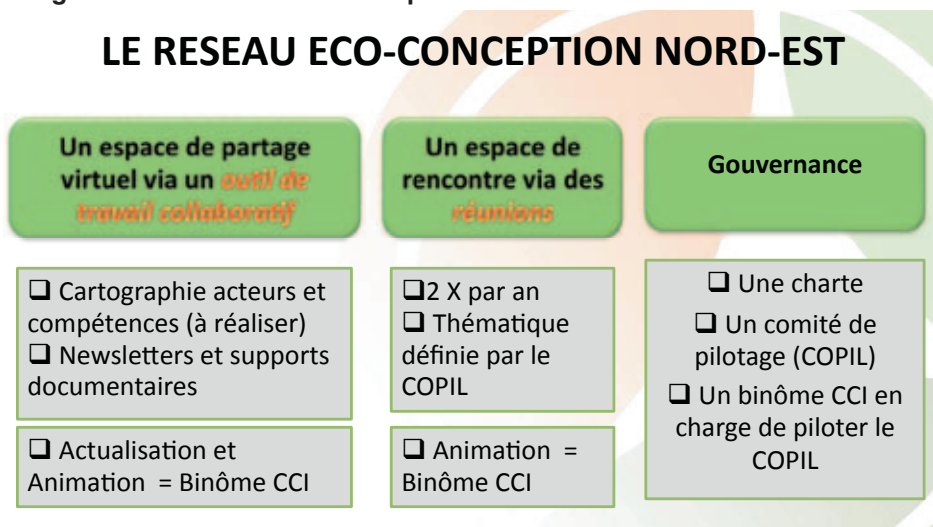 LE RESEAU ECO-CONCEPTION NORD-EST
Un espace de partage
virtuel via un outil de
travail collaboratif
❑ Cartographie acteurs et
compétences (à réaliser)
❑ Newsletters et supports
documentaires
❑ Actualisation et
Animation = Binôme CCI
Un espace de
rencontre via des
réunions
❑2 X par an
❑ Thématique
définie par le
COPIL
❑ Animation =
Binôme CCI
Gouvernance
❑ Une charte
❑ Un comité de
pilotage (COPIL)
❑ Un binôme CCI en
charge de piloter le
COPIL